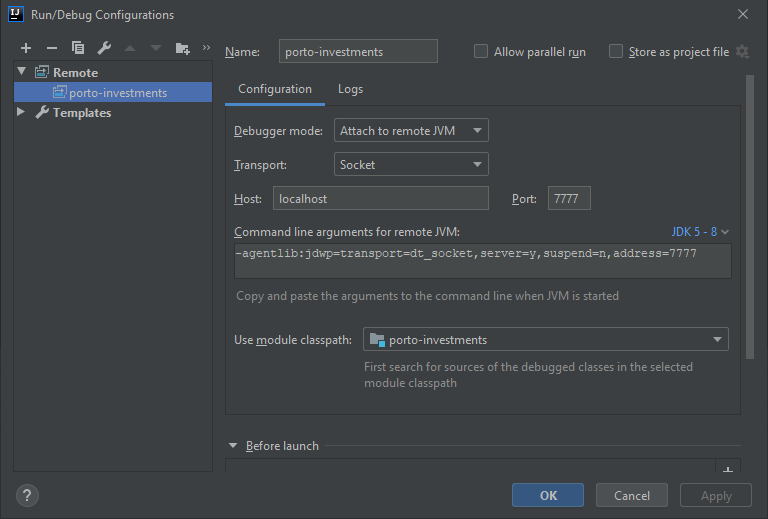 IJ
Run/Debug Configurations
Name: porto-investments
Allow parallel run
Store as project file
Remote
porto-investments
Templates
Configuration Logs
Debugger mode: Attach to remote JVM
Transport: Socket
Host: localhost Port: 7777
Command line arguments for remote JVM: JDK 5 - 8
-agentlib:jdwp=transport=dt_socket,server=y,suspend=n,address=7777
Copy and paste the arguments to the command line when JVM is started
Use module classpath: porto-investments
First search for sources of the debugged classes in the selected
module classpath
Before launch
? OK Cancel Apply